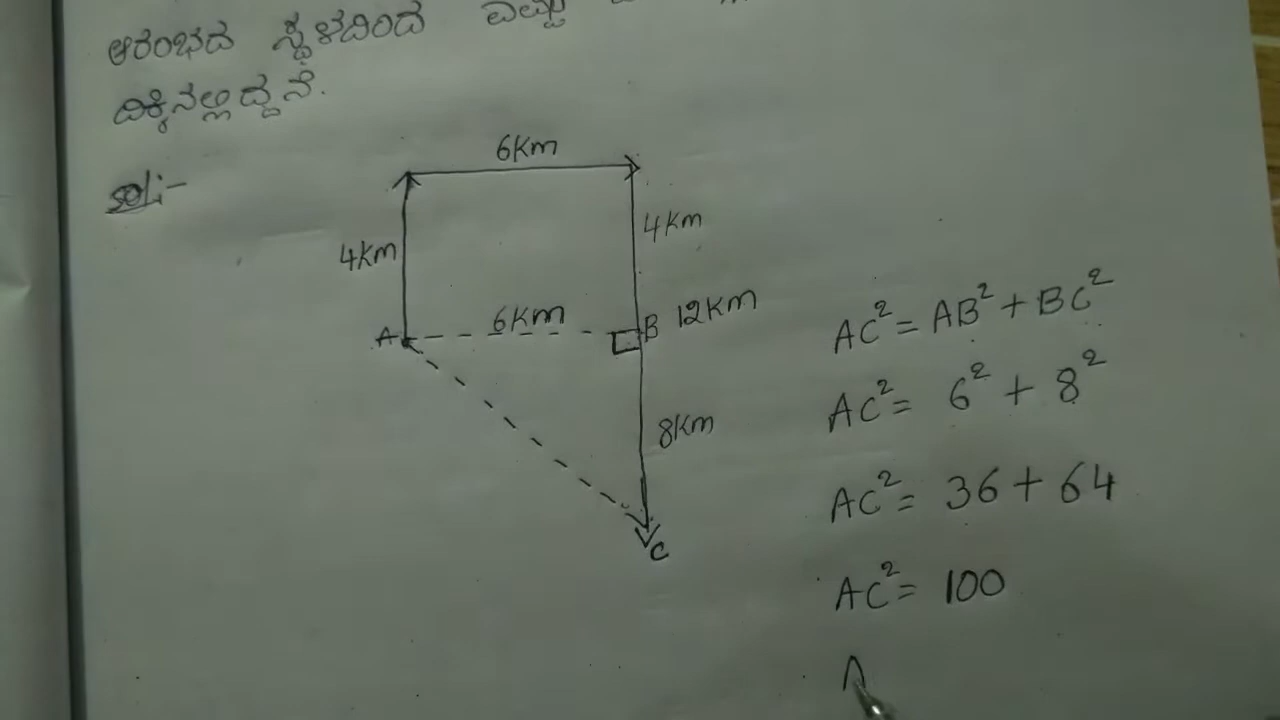 ಆರಂಭದ ಸ್ಥಳದಿಂದ ಎಷ್ಟು
ದಿಕ್ಕಿನಲ್ಲಿದ್ದನೆ.
Sol:-
6Km
4Km
4Km
A
6Km
B
12Km
8Km
C
AC² = AB² + BC²
AC² = 6² + 8²
AC² = 36 + 64
AC² = 100
A